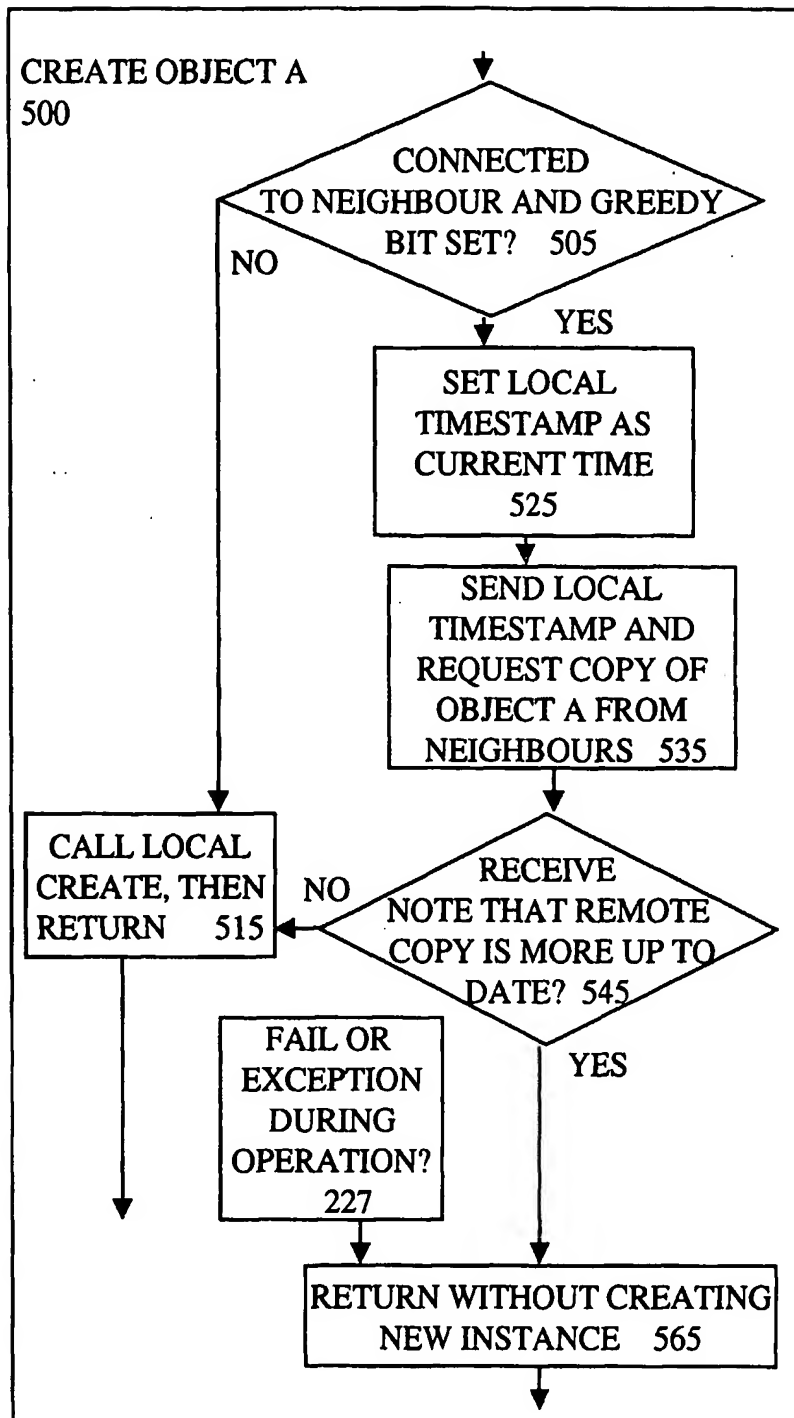 CREATE OBJECT A
500
CONNECTED
TO NEIGHBOUR AND GREEDY
BIT SET? 505
NO
YES
SET LOCAL
TIMESTAMP AS
CURRENT TIME
525
SEND LOCAL
TIMESTAMP AND
REQUEST COPY OF
OBJECT A FROM
NEIGHBOURS 535
CALL LOCAL
CREATE, THEN
RETURN 515
NO
RECEIVE
NOTE THAT REMOTE
COPY IS MORE UP TO
DATE? 545
YES
FAIL OR
EXCEPTION
DURING
OPERATION?
227
RETURN WITHOUT CREATING
NEW INSTANCE 565